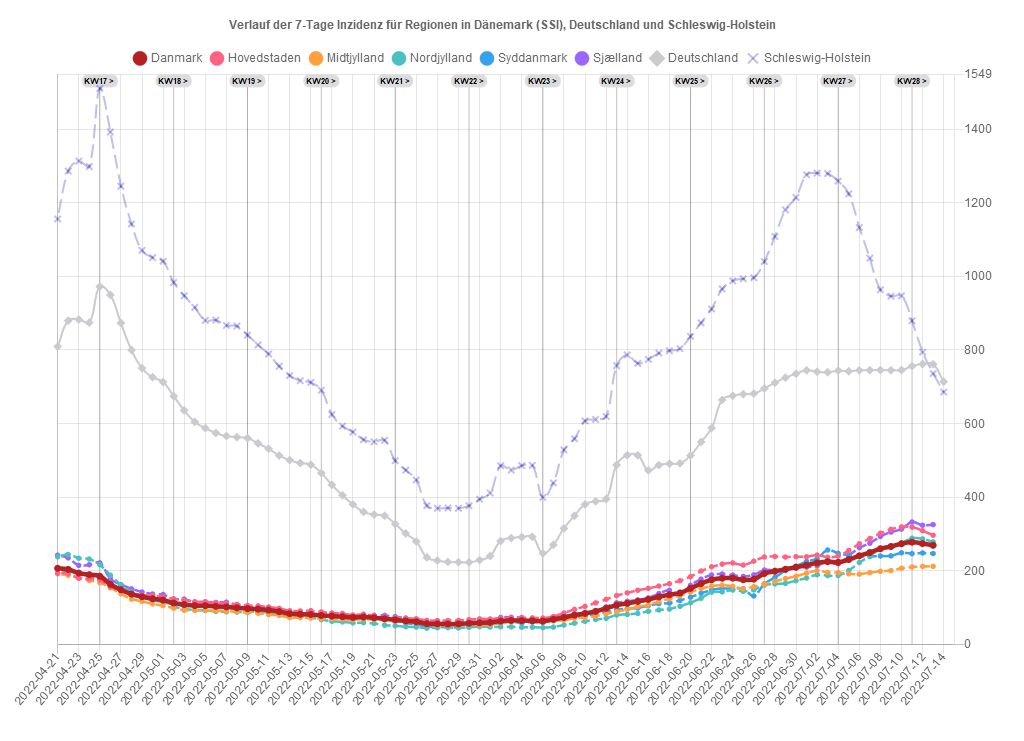 Verlauf der 7-Tage Inzidenz für Regionen in Dänemark (SSI), Deutschland und Schleswig-Holstein
Danmark Hovedstaden Midtjylland Nordjylland Syddanmark Sjælland Deutschland Schleswig-Holstein
KW17 > KW18 > KW19 > KW20 > KW21 > KW22 > KW23 > KW24 > KW25 > KW26 > KW27 > KW28 >
1549
1400
1200
1000
800
600
400
200
0
2022-04-21 2022-04-23 2022-04-25 2022-04-27 2022-04-29 2022-05-01 2022-05-03 2022-05-05 2022-05-07 2022-05-09 2022-05-11 2022-05-13 2022-05-15 2022-05-17 2022-05-19 2022-05-21 2022-05-23 2022-05-25 2022-05-27 2022-05-29 2022-05-31 2022-06-02 2022-06-04 2022-06-06 2022-06-08 2022-06-10 2022-06-12 2022-06-14 2022-06-16 2022-06-18 2022-06-20 2022-06-22 2022-06-24 2022-06-26 2022-06-28 2022-06-30 2022-07-02 2022-07-04 2022-07-06 2022-07-08 2022-07-10 2022-07-12 2022-07-14